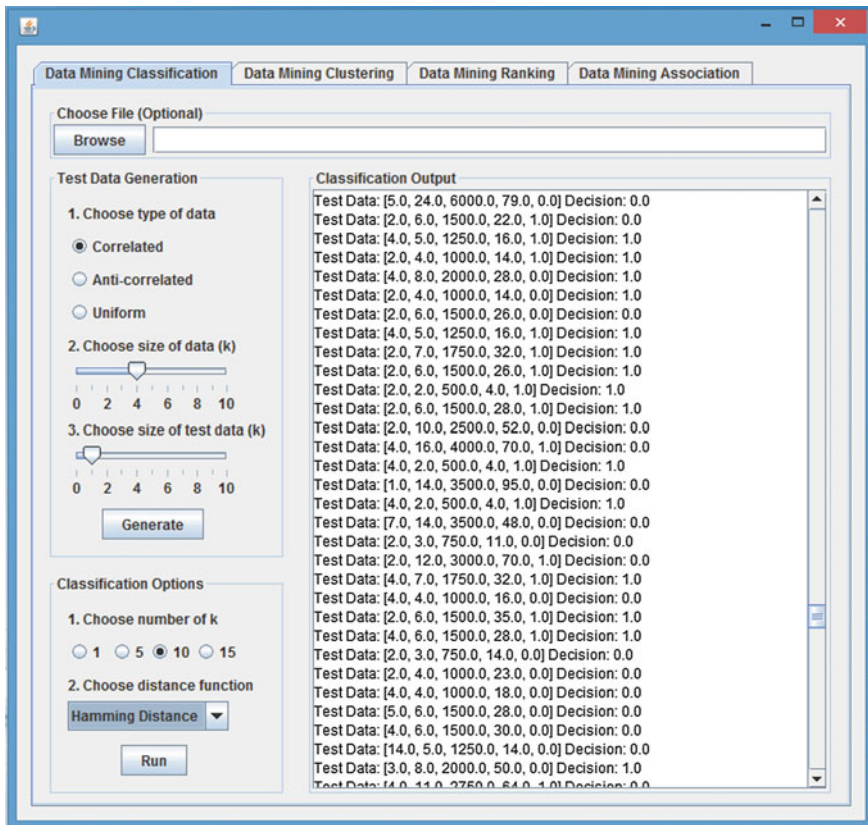 Data Mining Classification Data Mining Clustering Data Mining Ranking Data Mining Association
Choose File (Optional)
Browse
Test Data Generation
1. Choose type of data
Correlated
Anti-correlated
Uniform
2. Choose size of data (k)
0 2 4 6 8 10
3. Choose size of test data (k)
0 2 4 6 8 10
Generate
Classification Options
1. Choose number of k
1 5 10 15
2. Choose distance function
Hamming Distance
Run
Classification Output
Test Data: [5.0, 24.0, 6000.0, 79.0, 0.0] Decision: 0.0
Test Data: [2.0, 6.0, 1500.0, 22.0, 1.0] Decision: 0.0
Test Data: [4.0, 5.0, 1250.0, 16.0, 1.0] Decision: 1.0
Test Data: [2.0, 4.0, 1000.0, 14.0, 1.0] Decision: 1.0
Test Data: [4.0, 8.0, 2000.0, 28.0, 0.0] Decision: 1.0
Test Data: [2.0, 4.0, 1000.0, 14.0, 0.0] Decision: 1.0
Test Data: [2.0, 6.0, 1500.0, 26.0, 0.0] Decision: 0.0
Test Data: [4.0, 5.0, 1250.0, 16.0, 1.0] Decision: 1.0
Test Data: [2.0, 7.0, 1750.0, 32.0, 1.0] Decision: 1.0
Test Data: [2.0, 6.0, 1500.0, 26.0, 1.0] Decision: 1.0
Test Data: [2.0, 2.0, 500.0, 4.0, 1.0] Decision: 1.0
Test Data: [2.0, 6.0, 1500.0, 28.0, 1.0] Decision: 1.0
Test Data: [2.0, 10.0, 2500.0, 52.0, 0.0] Decision: 0.0
Test Data: [4.0, 16.0, 4000.0, 70.0, 1.0] Decision: 0.0
Test Data: [4.0, 2.0, 500.0, 4.0, 1.0] Decision: 1.0
Test Data: [1.0, 14.0, 3500.0, 95.0, 0.0] Decision: 0.0
Test Data: [4.0, 2.0, 500.0, 4.0, 1.0] Decision: 1.0
Test Data: [7.0, 14.0, 3500.0, 48.0, 0.0] Decision: 0.0
Test Data: [2.0, 3.0, 750.0, 11.0, 0.0] Decision: 0.0
Test Data: [2.0, 12.0, 3000.0, 70.0, 1.0] Decision: 0.0
Test Data: [4.0, 7.0, 1750.0, 32.0, 1.0] Decision: 1.0
Test Data: [4.0, 4.0, 1000.0, 16.0, 0.0] Decision: 0.0
Test Data: [2.0, 6.0, 1500.0, 35.0, 1.0] Decision: 1.0
Test Data: [4.0, 6.0, 1500.0, 28.0, 1.0] Decision: 1.0
Test Data: [2.0, 3.0, 750.0, 14.0, 0.0] Decision: 0.0
Test Data: [2.0, 4.0, 1000.0, 23.0, 0.0] Decision: 0.0
Test Data: [4.0, 4.0, 1000.0, 18.0, 0.0] Decision: 0.0
Test Data: [5.0, 6.0, 1500.0, 28.0, 0.0] Decision: 0.0
Test Data: [4.0, 6.0, 1500.0, 30.0, 0.0] Decision: 0.0
Test Data: [14.0, 5.0, 1250.0, 14.0, 0.0] Decision: 0.0
Test Data: [3.0, 8.0, 2000.0, 50.0, 0.0] Decision: 1.0
Test Data: [4.0, 11.0, 2750.0, 64.0, 1.0] Decision: 0.0